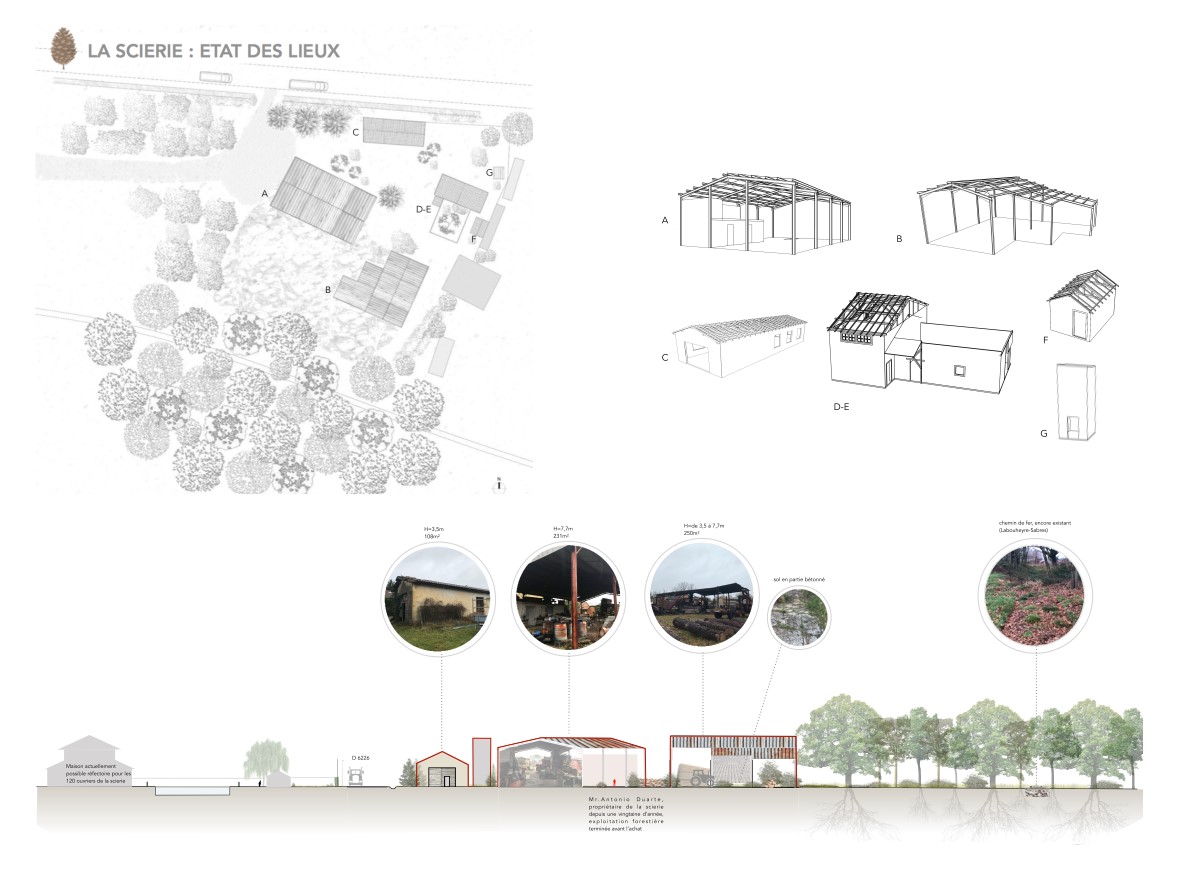 LA SCIERIE : ETAT DES LIEUX
C
G
A
D-E
F
B
N
A
B
C
D-E
F
G
H=3,5m
108m²
H=7,7m
231m²
H=de 3,5 à 7,7m
250m²
sol en partie bétonné
chemin de fer, encore existant
(Labouheyre-Sabres)
Maison actuellement
possible réfectoire pour les
120 ouvriers de la scierie
D 6226
Mr.Antonio Duarte,
propriétaire de la scierie
depuis une vingtaine d'année,
exploitation forestière
terminée avant l'achat